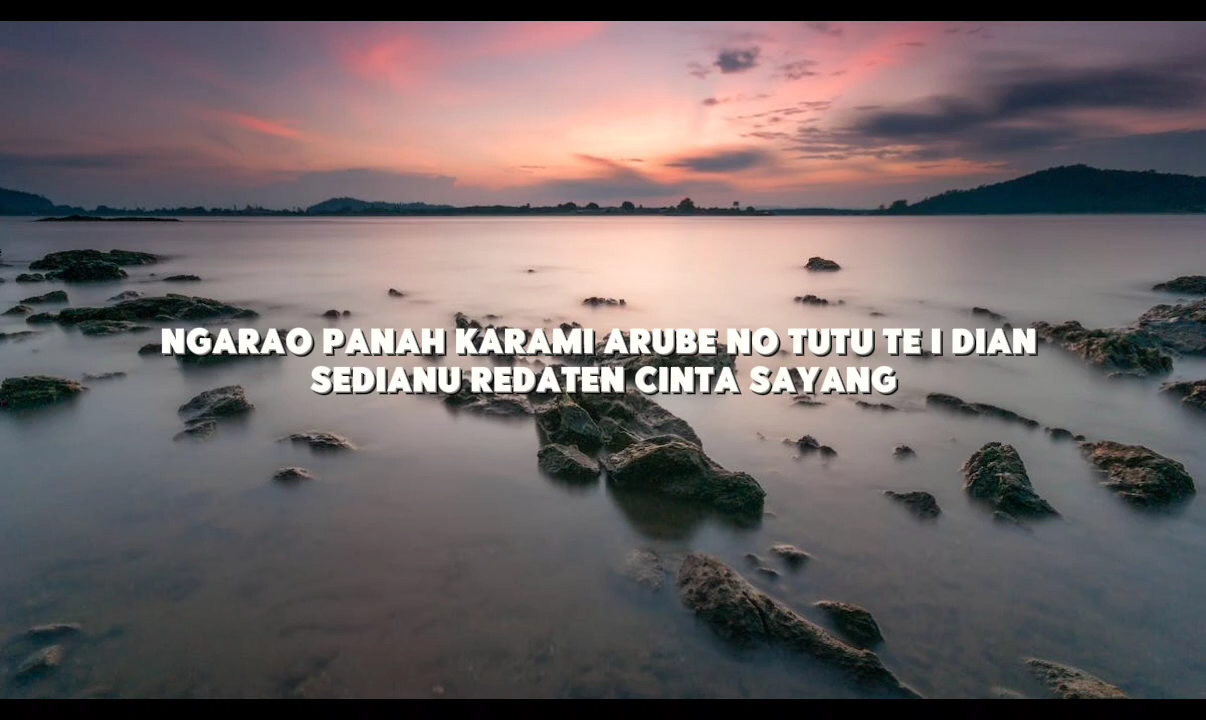 NGARAO PANAH KARAMI ARUBE NO TUTU TE I DIAN
SEDIANU REDATEN CINTA SAYANG